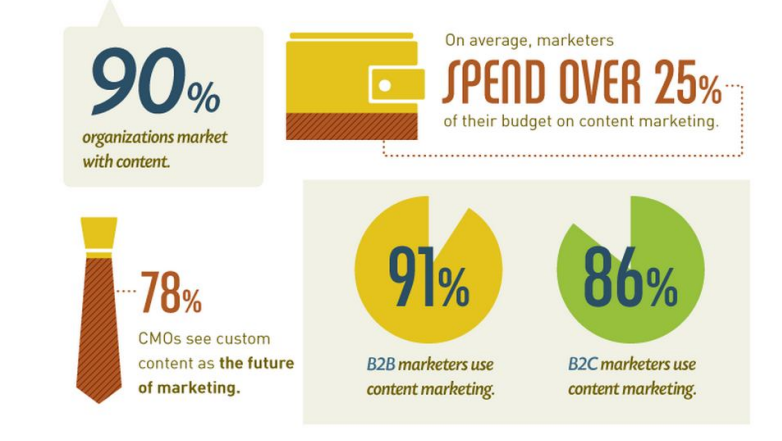 90%
organizations market
with content.
On average, marketers
SPEND OVER 25%
of their budget on content marketing.
78%
CMOs see custom
content as the future
of marketing.
91%
B2B marketers use
content marketing.
86%
B2C marketers use
content marketing.